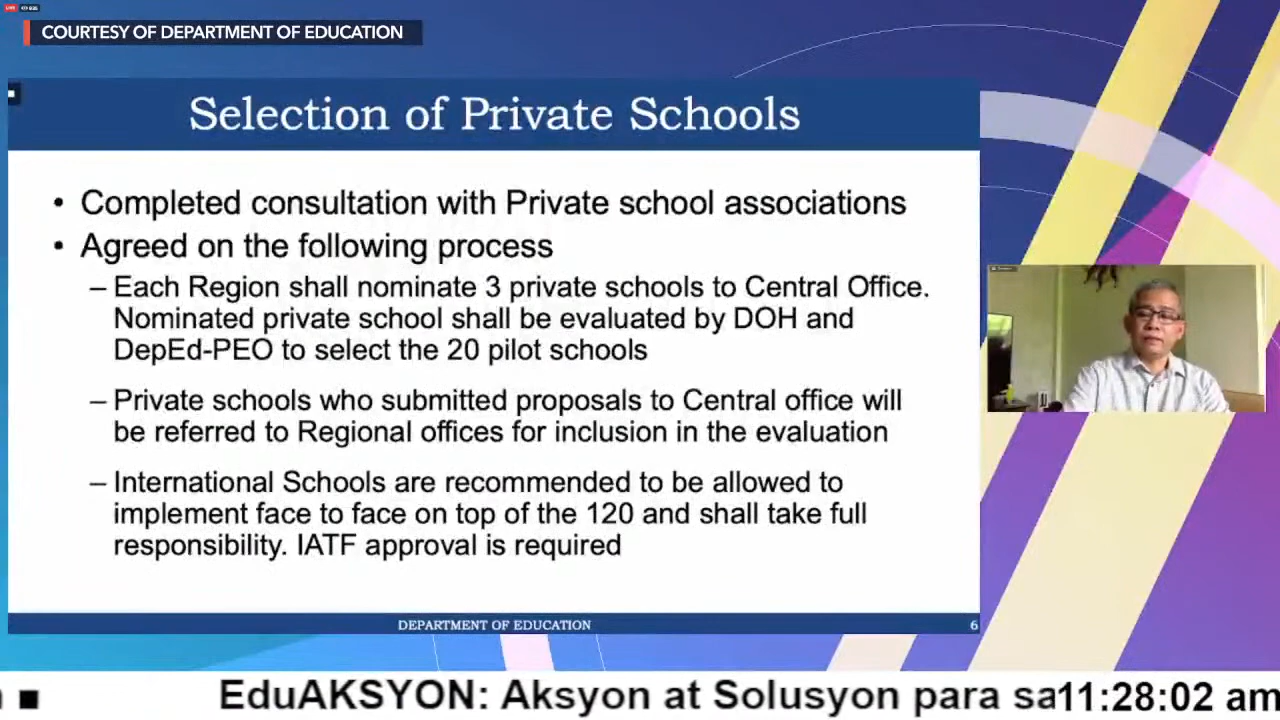 LIVE
COURTESY OF DEPARTMENT OF EDUCATION
Selection of Private Schools
• Completed consultation with Private school associations
• Agreed on the following process
– Each Region shall nominate 3 private schools to Central Office.
Nominated private school shall be evaluated by DOH and
DepEd-PEO to select the 20 pilot schools
– Private schools who submitted proposals to Central office will
be referred to Regional offices for inclusion in the evaluation
– International Schools are recommended to be allowed to
implement face to face on top of the 120 and shall take full
responsibility. IATF approval is required
DEPARTMENT OF EDUCATION 6
■ EduAKSYON: Aksyon at Solusyon para sa 11:28:02 am